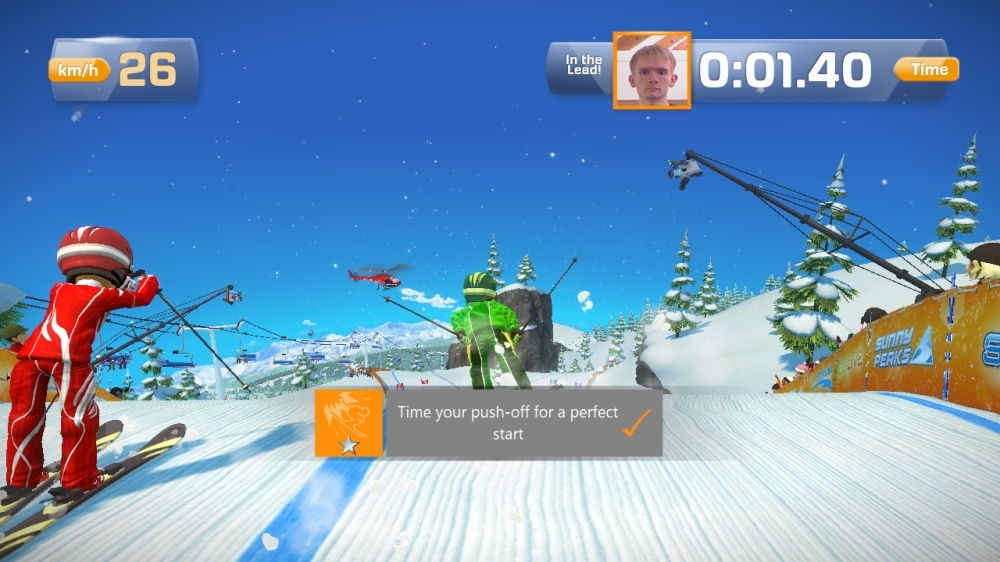 km/h 26
In the
Lead!
0:01.40
Time
SUNNY
PEAKS
Time your push-off for a perfect
start